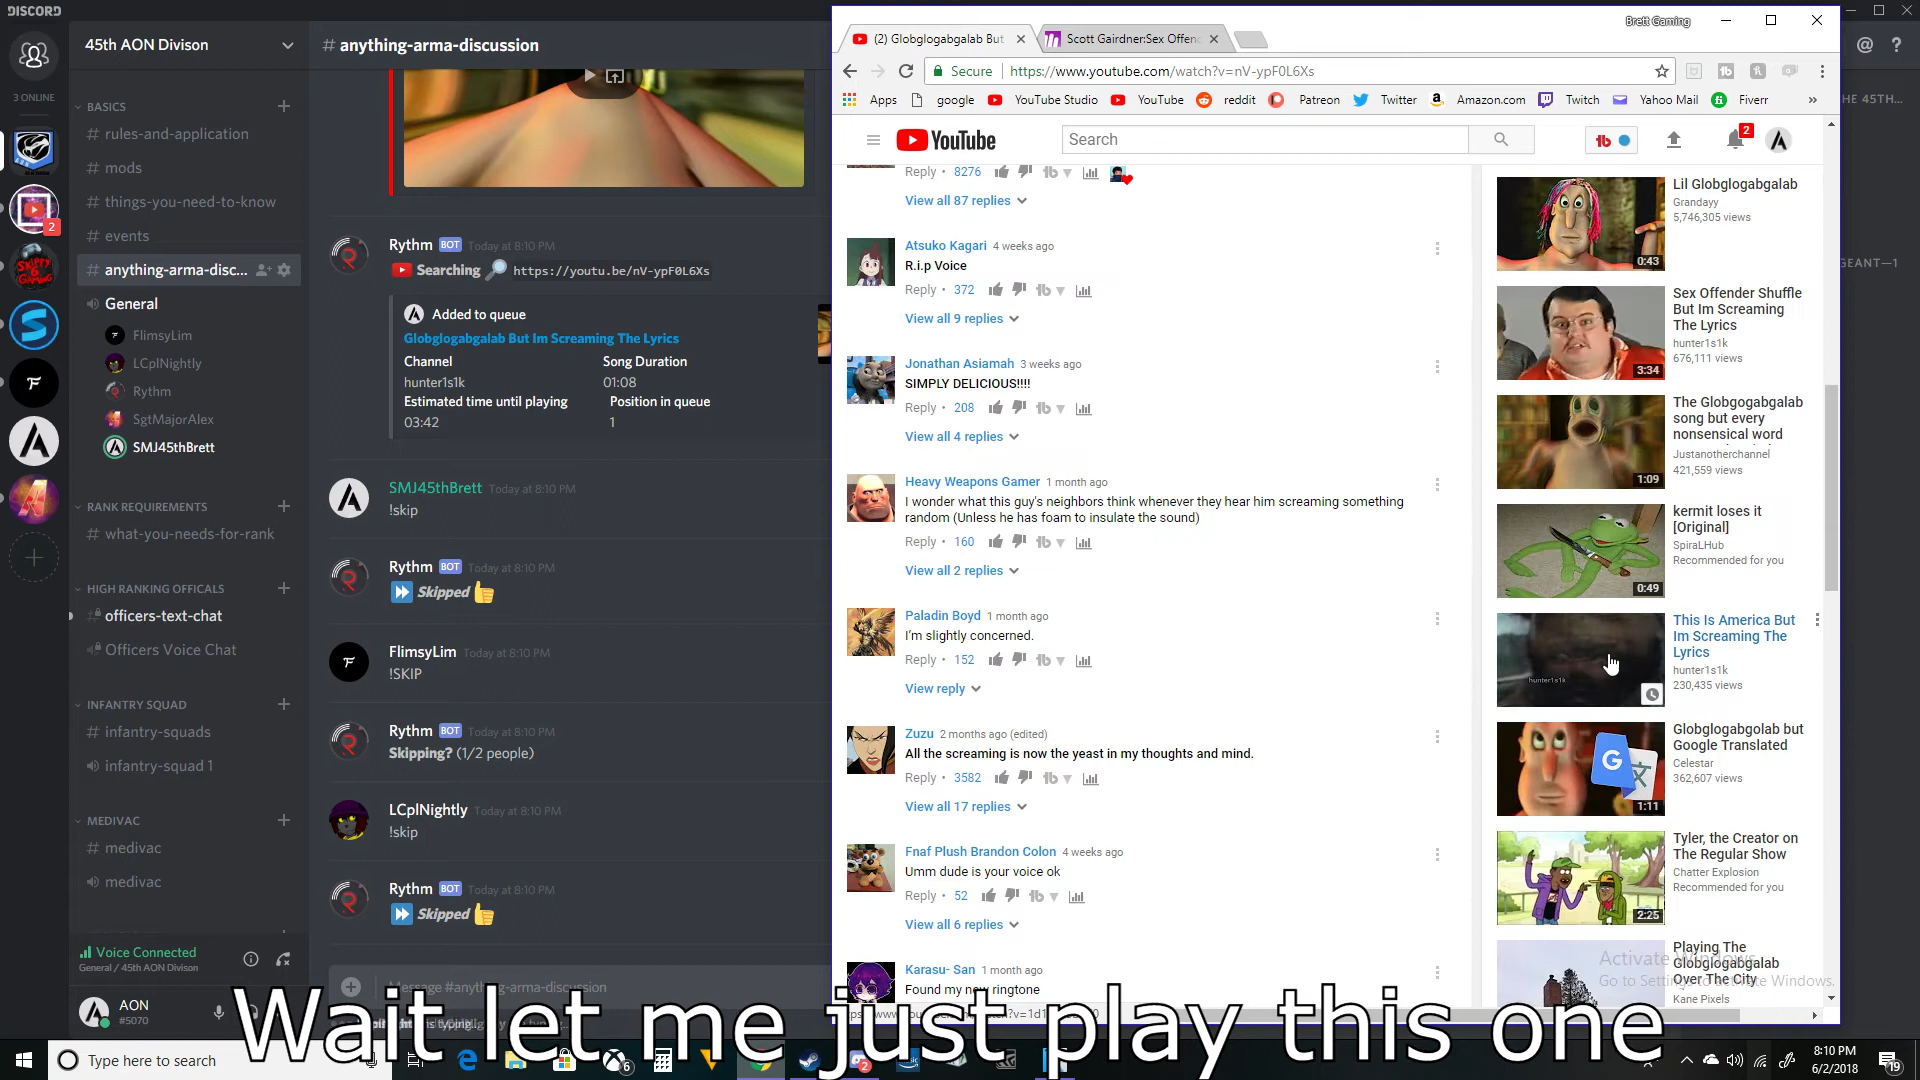 DISCORD
45th AON Divison
3 ONLINE
BASICS
# rules-and-application
# mods
# things-you-need-to-know
# events
# anything-arma-disc...
General
FlimsyLim
LCplNightly
Rythm
SgtMajorAlex
SMJ45thBrett
RANK REQUIREMENTS
# what-you-needs-for-rank
HIGH RANKING OFFICALS
officers-text-chat
Officers Voice Chat
INFANTRY SQUAD
# infantry-squads
infantry-squad 1
MEDIVAC
# medivac
medivac
Voice Connected
General / 45th AON Divison
AON
#5070
# anything-arma-discussion
Rythm BOT Today at 8:10 PM
Searching https://youtu.be/nV-ypF0L6Xs
Added to queue
Globglogabgalab But Im Screaming The Lyrics
Channel Song Duration
hunter1s1k 01:08
Estimated time until playing Position in queue
03:42 1
SMJ45thBrett Today at 8:10 PM
!skip
Rythm BOT Today at 8:10 PM
Skipped
FlimsyLim Today at 8:10 PM
!SKIP
Rythm BOT Today at 8:10 PM
Skipping? (1/2 people)
LCplNightly Today at 8:10 PM
!skip
Rythm BOT Today at 8:10 PM
Skipped
Message #anything-arma-discussion
Brett Gaming
(2) Globglogabgalab But
Scott Gairdner:Sex Offen
Secure https://www.youtube.com/watch?v=nV-ypF0L6Xs
Apps google YouTube Studio YouTube reddit Patreon Twitter Amazon.com Twitch Yahoo Mail Fiverr
YouTube
Search
2
Reply • 8276
View all 87 replies
Atsuko Kagari 4 weeks ago
R.i.p Voice
Reply • 372
View all 9 replies
Jonathan Asiamah 3 weeks ago
SIMPLY DELICIOUS!!!!
Reply • 208
View all 4 replies
Heavy Weapons Gamer 1 month ago
I wonder what this guy's neighbors think whenever they hear him screaming something
random (Unless he has foam to insulate the sound)
Reply • 160
View all 2 replies
Paladin Boyd 1 month ago
I'm slightly concerned.
Reply • 152
View reply
Zuzu 2 months ago (edited)
All the screaming is now the yeast in my thoughts and mind.
Reply • 3582
View all 17 replies
Fnaf Plush Brandon Colon 4 weeks ago
Umm dude is your voice ok
Reply • 52
View all 6 replies
Karasu- San 1 month ago
Found my new ringtone
Lil Globglogabgalab
Grandayy
5,746,305 views
0:43
Sex Offender Shuffle
But Im Screaming
The Lyrics
hunter1s1k
676,111 views
3:34
The Globgogabgalab
song but every
nonsensical word
Justanotherchannel
421,559 views
1:09
kermit loses it
[Original]
SpiraLHub
Recommended for you
0:49
This Is America But
Im Screaming The
Lyrics
hunter1s1k
230,435 views
hunter1s1k
Globglogabgolab but
Google Translated
Celestar
362,607 views
1:11
Tyler, the Creator on
The Regular Show
Chatter Explosion
Recommended for you
2:25
Playing The
Globglogabgalab
Over The City
Kane Pixels
Activate Windows
Go to Settings to activate Windows.
Wait let me just play this one
Type here to search
8:10 PM
6/2/2018
19